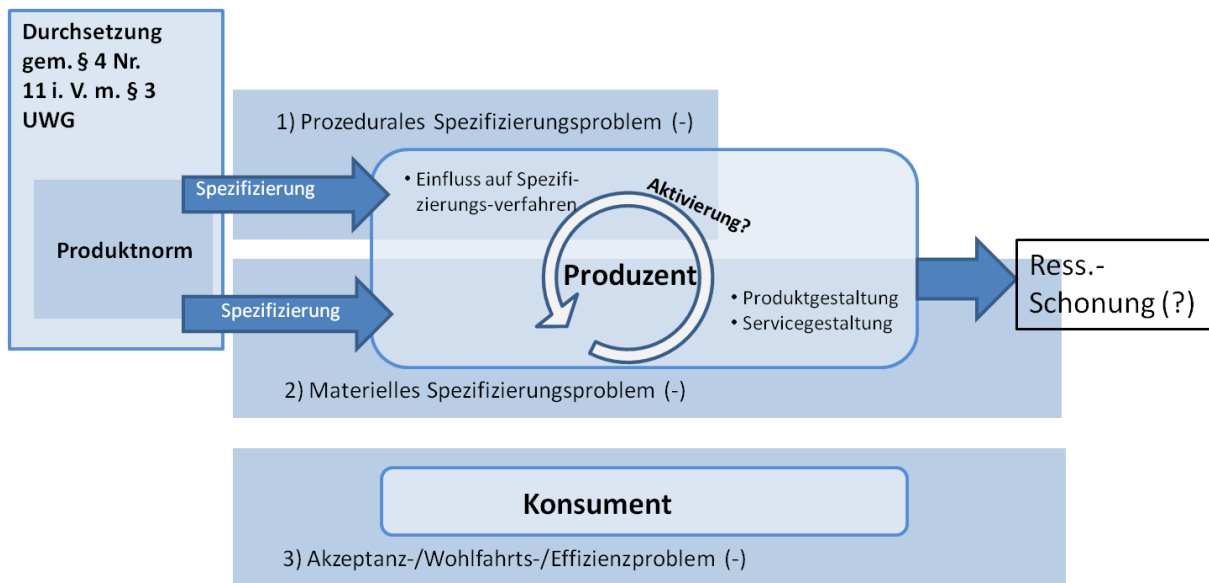 Durchsetzung
gem. § 4 Nr.
11 i. V. m. § 3
UWG
1) Prozedurales Spezifizierungsproblem (-)
Spezifizierung
• Einfluss auf Spezifi-
zierungs-verfahren
Aktivierung?
Produktnorm
Produzent
Ress.-
Schonung (?)
• Produktgestaltung
• Servicegestaltung
Spezifizierung
2) Materielles Spezifizierungsproblem (-)
Konsument
3) Akzeptanz-/Wohlfahrts-/Effizienzproblem (-)